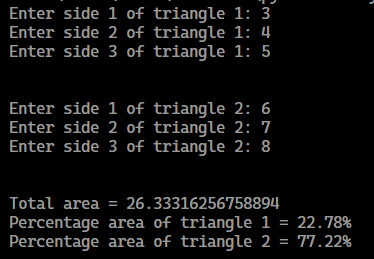 Enter side 1 of triangle 1: 3
Enter side 2 of triangle 1: 4
Enter side 3 of triangle 1: 5
Enter side 1 of triangle 2: 6
Enter side 2 of triangle 2: 7
Enter side 3 of triangle 2: 8
Total area = 26.33316256758894
Percentage area of triangle 1 = 22.78%
Percentage area of triangle 2 = 77.22%